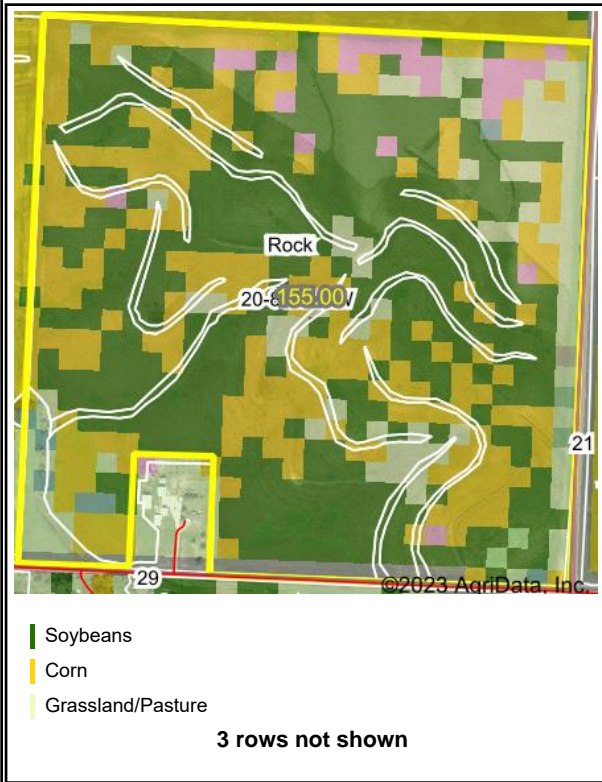 Rock
155.00
21
29
©2023 AgriData, Inc.
Soybeans
Corn
Grassland/Pasture
3 rows not shown